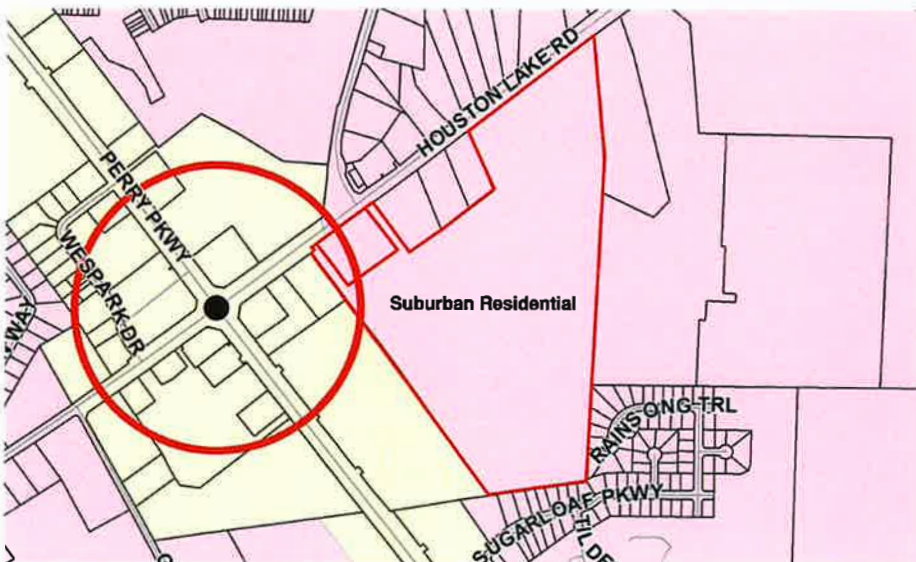 HOUSTON LAKE RD
PERRY PKWY
WESPARK DR
Suburban Residential
RAINSONG TRL
SUGARLOAF PKWY